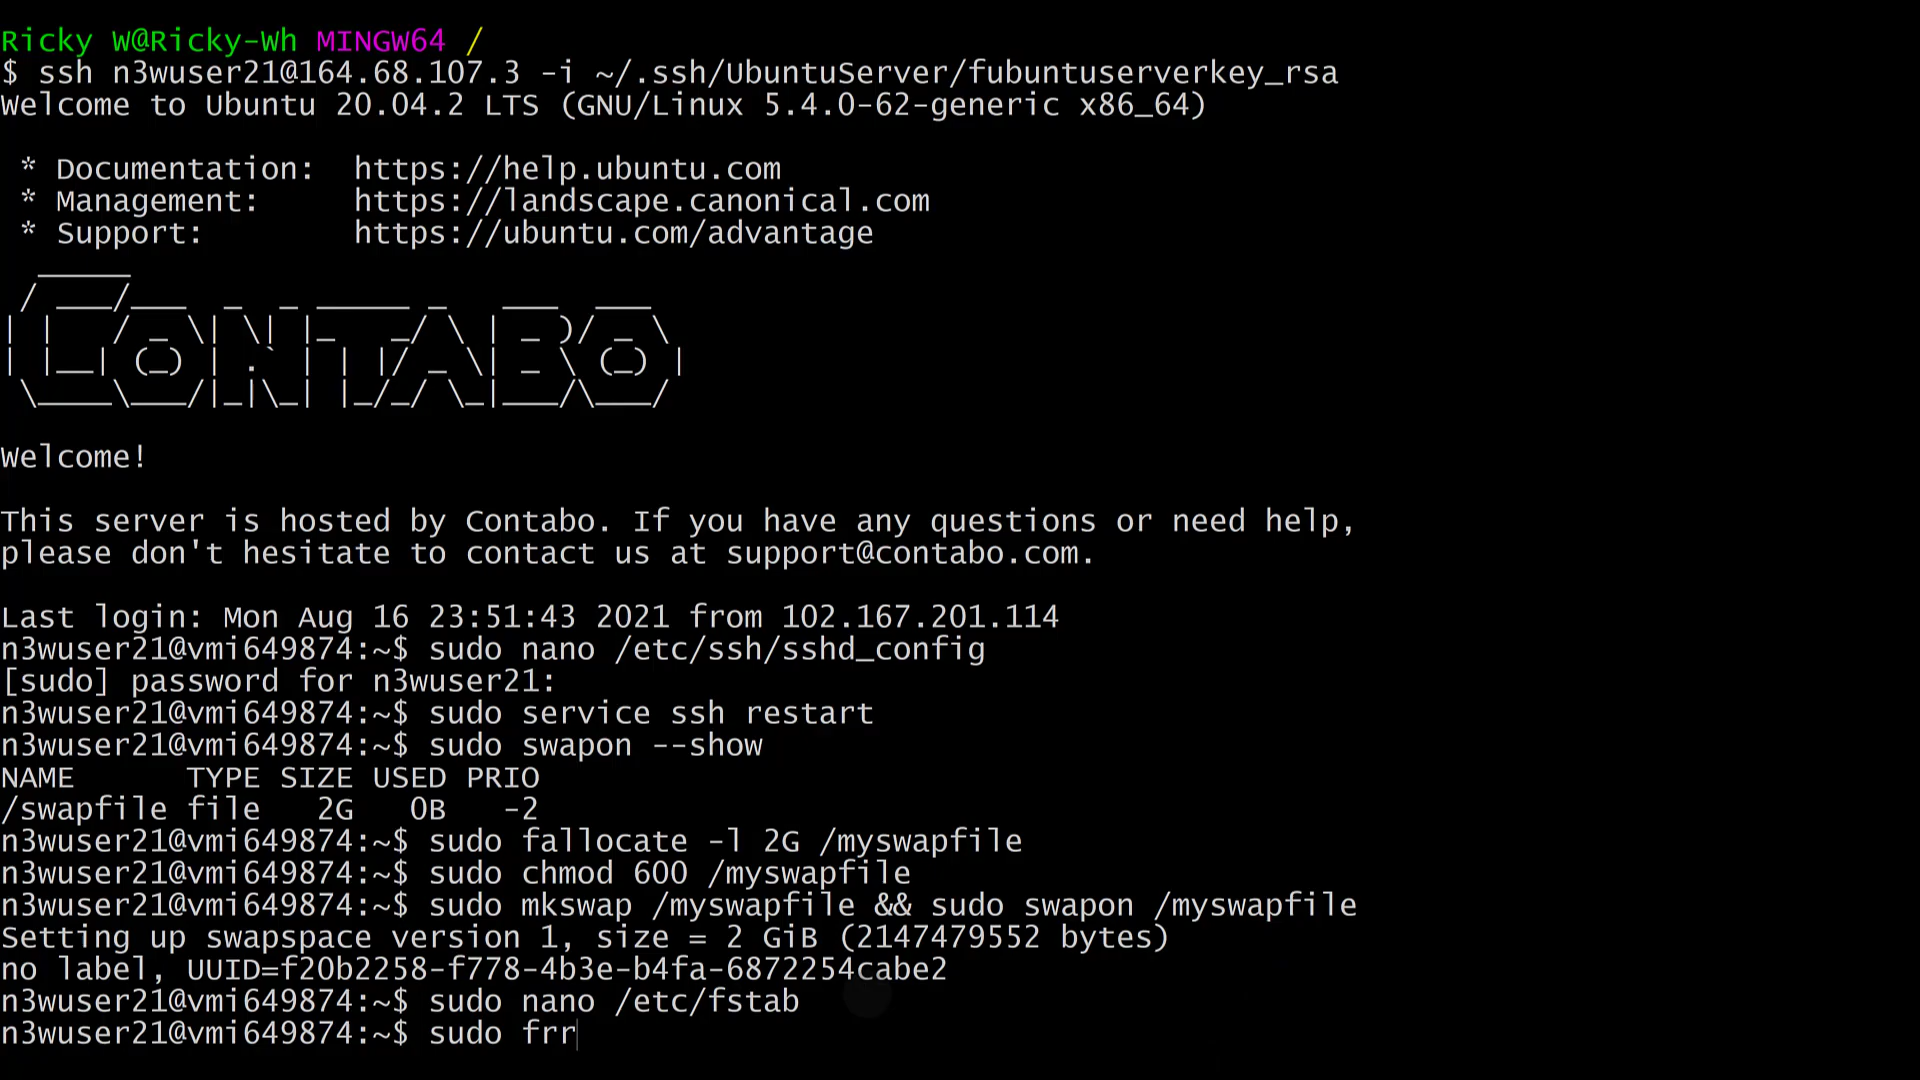 Ricky W@Ricky-Wh MINGW64 /
$ ssh n3wuser21@164.68.107.3 -i ~/.ssh/UbuntuServer/fubuntuserverkey_rsa
Welcome to Ubuntu 20.04.2 LTS (GNU/Linux 5.4.0-62-generic x86_64)
* Documentation:  https://help.ubuntu.com
* Management:     https://landscape.canonical.com
* Support:        https://ubuntu.com/advantage
CONTABO
Welcome!
This server is hosted by Contabo. If you have any questions or need help,
please don't hesitate to contact us at support@contabo.com.
Last login: Mon Aug 16 23:51:43 2021 from 102.167.201.114
n3wuser21@vmi649874:~$ sudo nano /etc/ssh/sshd_config
[sudo] password for n3wuser21:
n3wuser21@vmi649874:~$ sudo service ssh restart
n3wuser21@vmi649874:~$ sudo swapon --show
NAME      TYPE SIZE USED PRIO
/swapfile file   2G   0B   -2
n3wuser21@vmi649874:~$ sudo fallocate -l 2G /myswapfile
n3wuser21@vmi649874:~$ sudo chmod 600 /myswapfile
n3wuser21@vmi649874:~$ sudo mkswap /myswapfile && sudo swapon /myswapfile
Setting up swapspace version 1, size = 2 GiB (2147479552 bytes)
no label, UUID=f20b2258-f778-4b3e-b4fa-6872254cabe2
n3wuser21@vmi649874:~$ sudo nano /etc/fstab
n3wuser21@vmi649874:~$ sudo frr